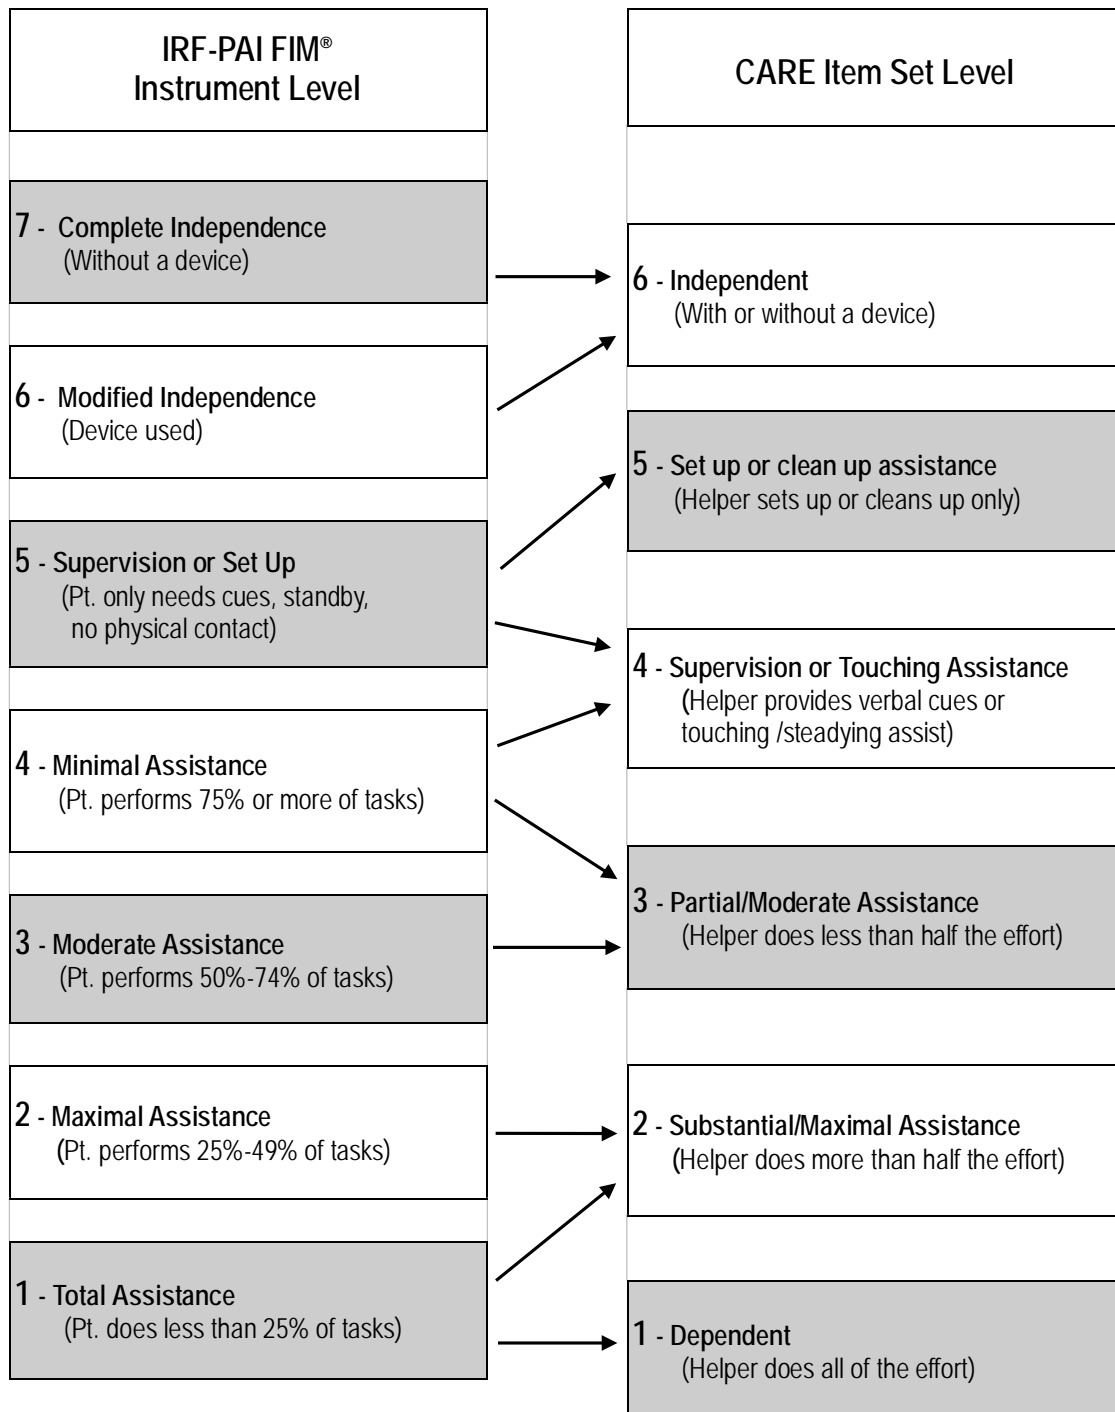 IRF-PAI FIM®
Instrument Level
7 - Complete Independence
(Without a device)
6 - Modified Independence
(Device used)
5 - Supervision or Set Up
(Pt. only needs cues, standby,
no physical contact)
4 - Minimal Assistance
(Pt. performs 75% or more of tasks)
3 - Moderate Assistance
(Pt. performs 50%-74% of tasks)
2 - Maximal Assistance
(Pt. performs 25%-49% of tasks)
1 - Total Assistance
(Pt. does less than 25% of tasks)
CARE Item Set Level
6 - Independent
(With or without a device)
5 - Set up or clean up assistance
(Helper sets up or cleans up only)
4 - Supervision or Touching Assistance
(Helper provides verbal cues or
touching /steadying assist)
3 - Partial/Moderate Assistance
(Helper does less than half the effort)
2 - Substantial/Maximal Assistance
(Helper does more than half the effort)
1 - Dependent
(Helper does all of the effort)